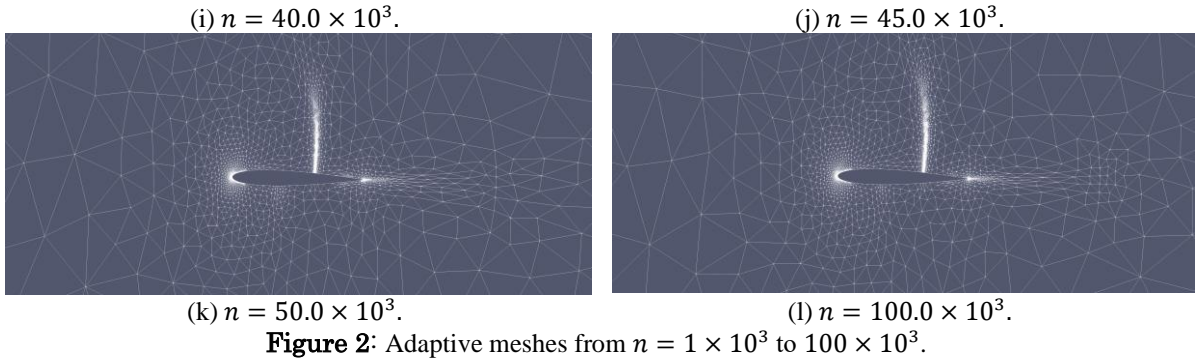 (i) n = 40.0 × 10³. (j) n = 45.0 × 10³.
(k) n = 50.0 × 10³. (l) n = 100.0 × 10³.
Figure 2: Adaptive meshes from n = 1 × 10³ to 100 × 10³.